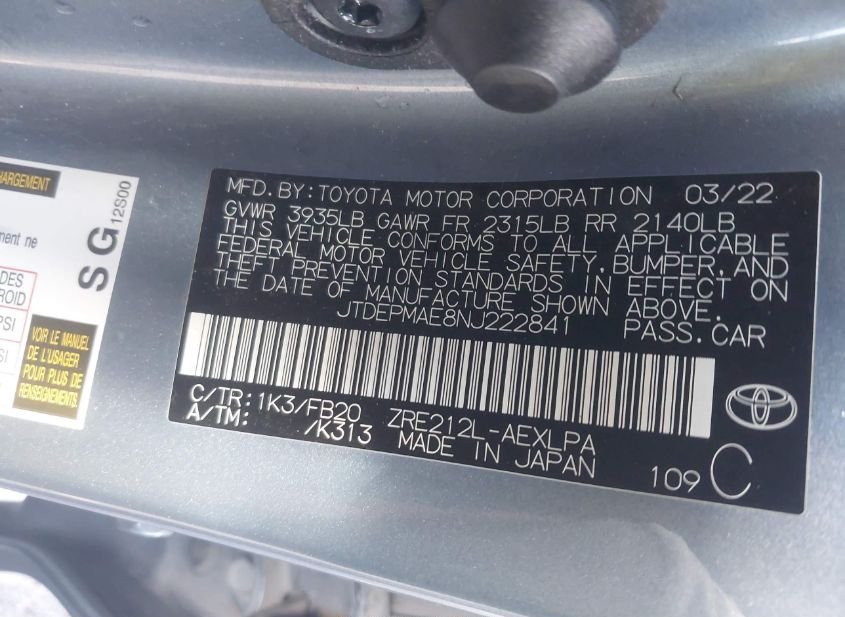 HARGEMENT
ment ne
DES
ROID
PSI
SI
VOIR LE MANUEL
DE L'USAGER
POUR PLUS DE
RENSEIGNEMENTS.
SG 12S00
MFD. BY: TOYOTA MOTOR CORPORATION 03/22
GVWR 3935LB GAWR FR 2315LB RR 2140LB
THIS VEHICLE CONFORMS TO ALL APPLICABLE
FEDERAL MOTOR VEHICLE SAFETY, BUMPER, AND
THEFT PREVENTION STANDARDS IN EFFECT ON
THE DATE OF MANUFACTURE SHOWN ABOVE.
JTDEPMAE8NJ222841 PASS.CAR
C/TR: 1K3/FB20 ZRE212L-AEXLPA
A/TM: /K313 MADE IN JAPAN
109 C